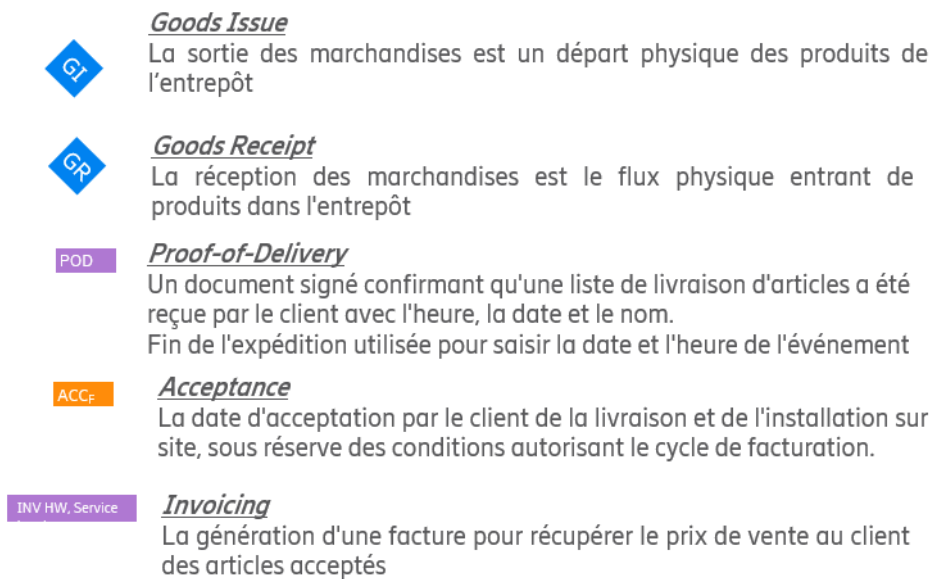 Goods Issue
GI
La sortie des marchandises est un départ physique des produits de
l’entrepôt
Goods Receipt
GR
La réception des marchandises est le flux physique entrant de
produits dans l'entrepôt
POD
Proof-of-Delivery
Un document signé confirmant qu'une liste de livraison d'articles a été
reçue par le client avec l'heure, la date et le nom.
Fin de l'expédition utilisée pour saisir la date et l'heure de l'événement
ACCF
Acceptance
La date d'acceptation par le client de la livraison et de l'installation sur
site, sous réserve des conditions autorisant le cycle de facturation.
INV HW, Service
Invoicing
La génération d'une facture pour récupérer le prix de vente au client
des articles acceptés